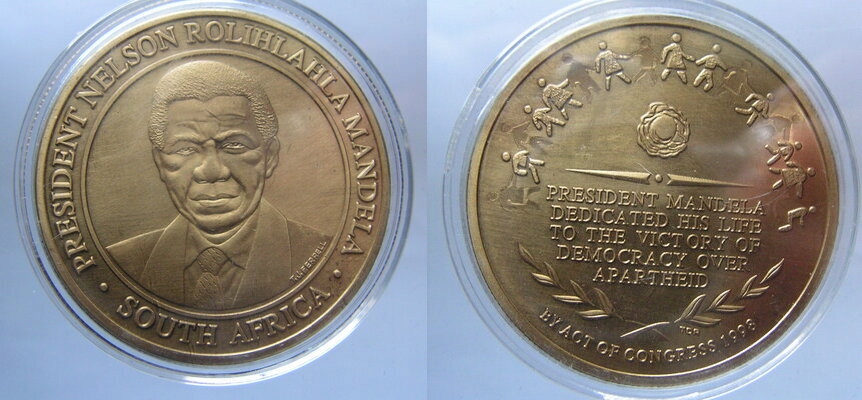 PRESIDENT NELSON ROLIHLAHLA MANDELA
SOUTH AFRICA
T.J.FERRELL
PRESIDENT MANDELA
DEDICATED HIS LIFE
TO THE VICTORY OF
DEMOCRACY OVER
APARTHEID
BY ACT OF CONGRESS 1998